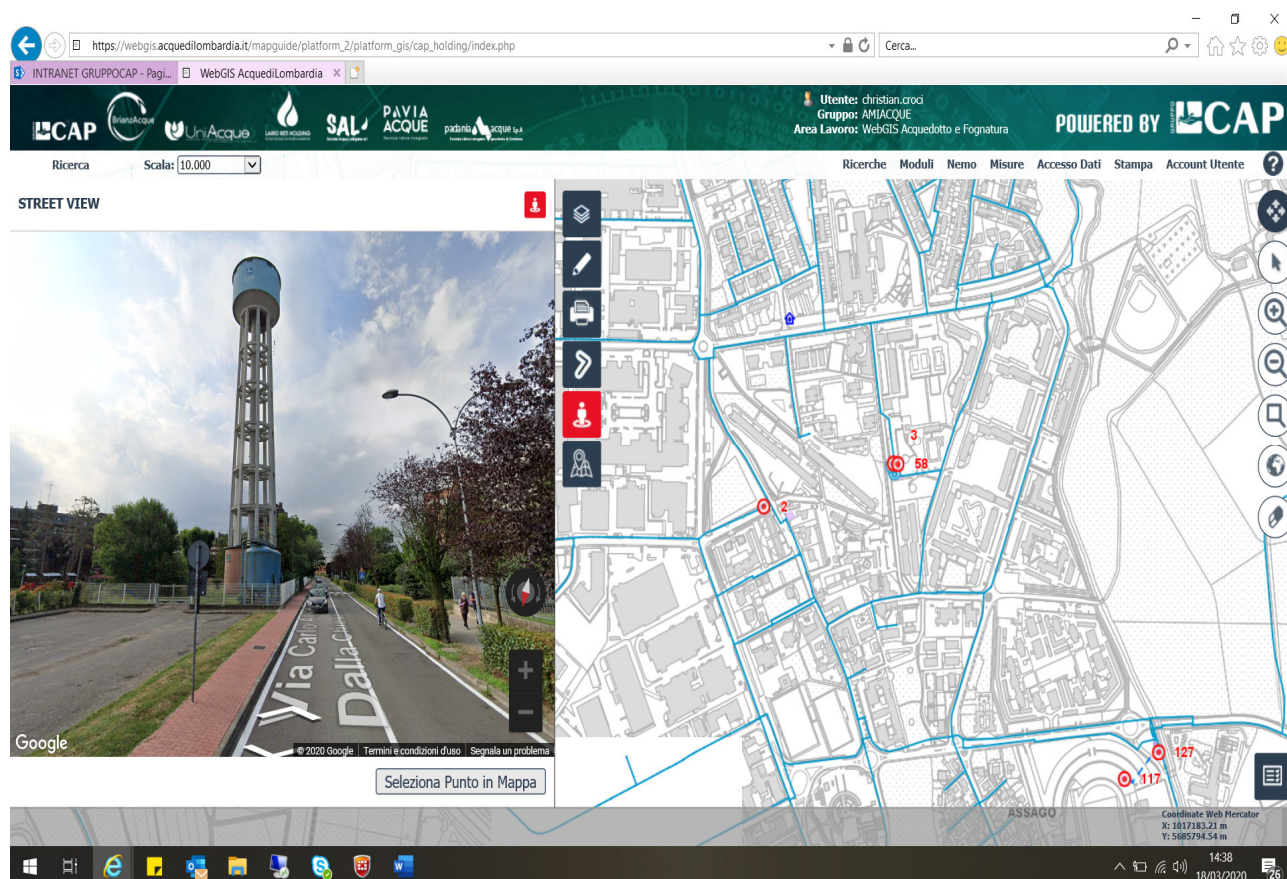 https://webgis.acquedilombardia.it/mapguide/platform_2/platform_gis/cap_holding/index.php
Cerca...
INTRANET GRUPPOCAP - Pagi...
WebGIS AcquediLombardia
CAP
BrianzAcque
UniAcque
LARIO RETI HOLDING
SAL
PAVIA
ACQUE
padania acque S.p.A.
Utente: christian.croci
Gruppo: AMIACQUE
Area Lavoro: WebGIS Acquedotto e Fognatura
POWERED BY
GRUPPO
CAP
Ricerca
Scala: 10.000
Ricerche Moduli Nemo Misure Accesso Dati Stampa Account Utente ?
STREET VIEW
Via Carlo A
Dalla Chie
Google
© 2020 Google
Termini e condizioni d'uso
Segnala un problema
Seleziona Punto in Mappa
3
58
2
127
117
ASSAGO
Coordinate Web Mercator
X: 1017183.21 m
Y: 5685794.54 m
14:38
18/03/2020
26